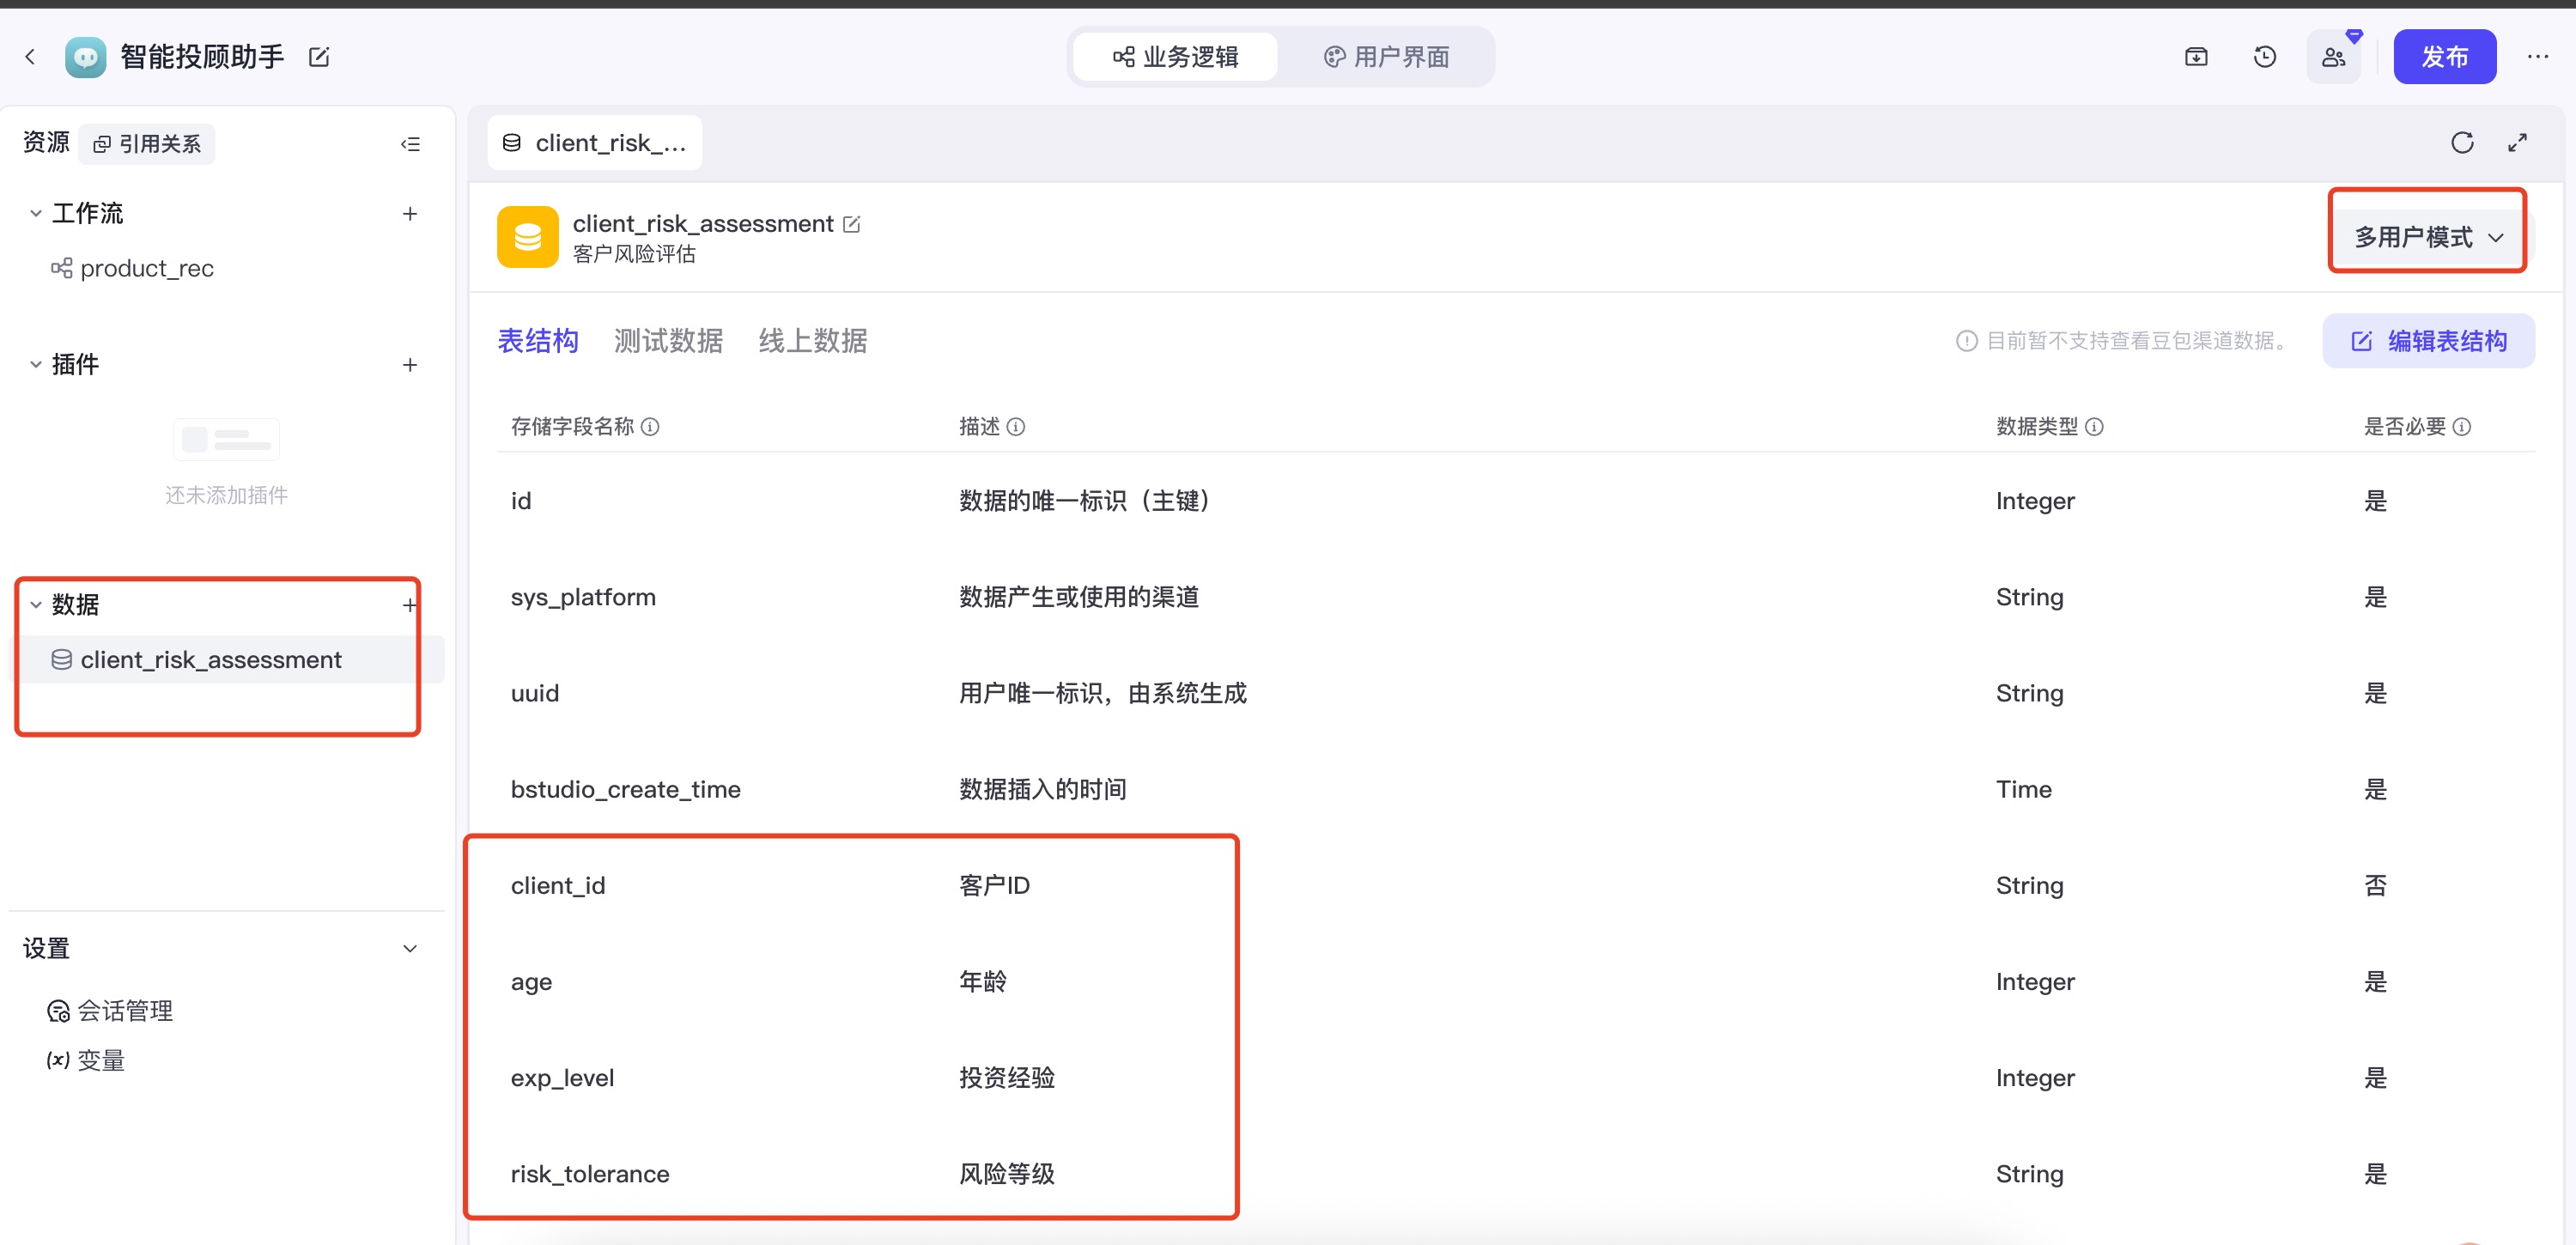 智能投顾助手
业务逻辑
用户界面
发布
资源
引用关系
工作流
product_rec
插件
还未添加插件
数据
client_risk_assessment
设置
会话管理
(x) 变量
client_risk_...
client_risk_assessment
客户风险评估
多用户模式
表结构 测试数据 线上数据
目前暂不支持查看豆包渠道数据。
编辑表结构
存储字段名称 描述 数据类型 是否必要
id 数据的唯一标识（主键） Integer 是
sys_platform 数据产生或使用的渠道 String 是
uuid 用户唯一标识，由系统生成 String 是
bstudio_create_time 数据插入的时间 Time 是
client_id 客户ID String 否
age 年龄 Integer 是
exp_level 投资经验 Integer 是
risk_tolerance 风险等级 String 是